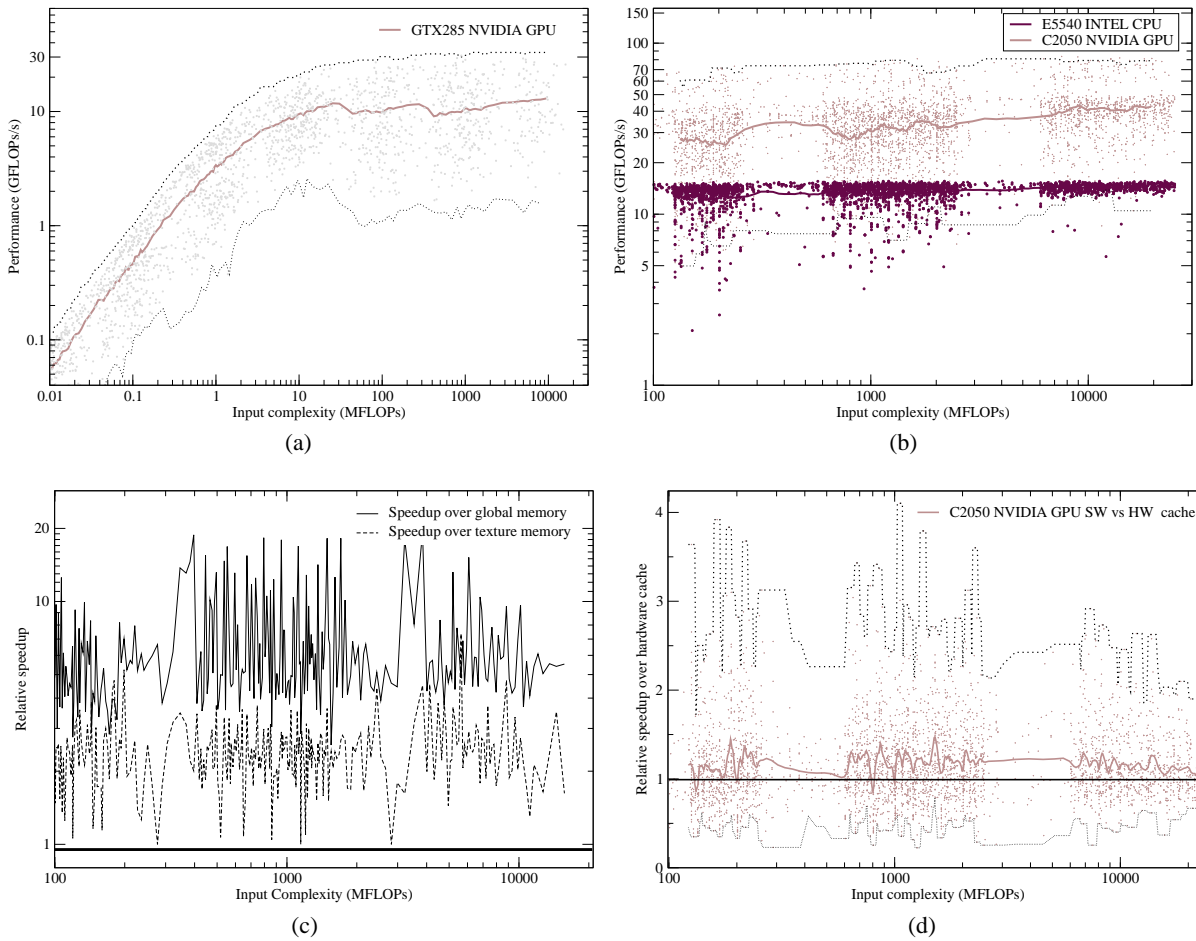 GTX285 NVIDIA GPU
30
10
1
0.1
Performance (GFLOPs/s)
0.01 0.1 1 10 100 1000 10000
Input complexity (MFLOPs)
(a)
E5540 INTEL CPU
C2050 NVIDIA GPU
150
100
70
60
50
40
30
20
15
10
5
1
Performance (GFLOPs/s)
100 1000 10000
Input complexity (MFLOPs)
(b)
Speedup over global memory
Speedup over texture memory
20
10
1
Relative speedup
100 1000 10000
Input Complexity (MFLOPs)
(c)
C2050 NVIDIA GPU SW vs HW cache
4
3
2
1
0
Relative speedup over hardware cache
100 1000 10000
Input complexity (MFLOPs)
(d)